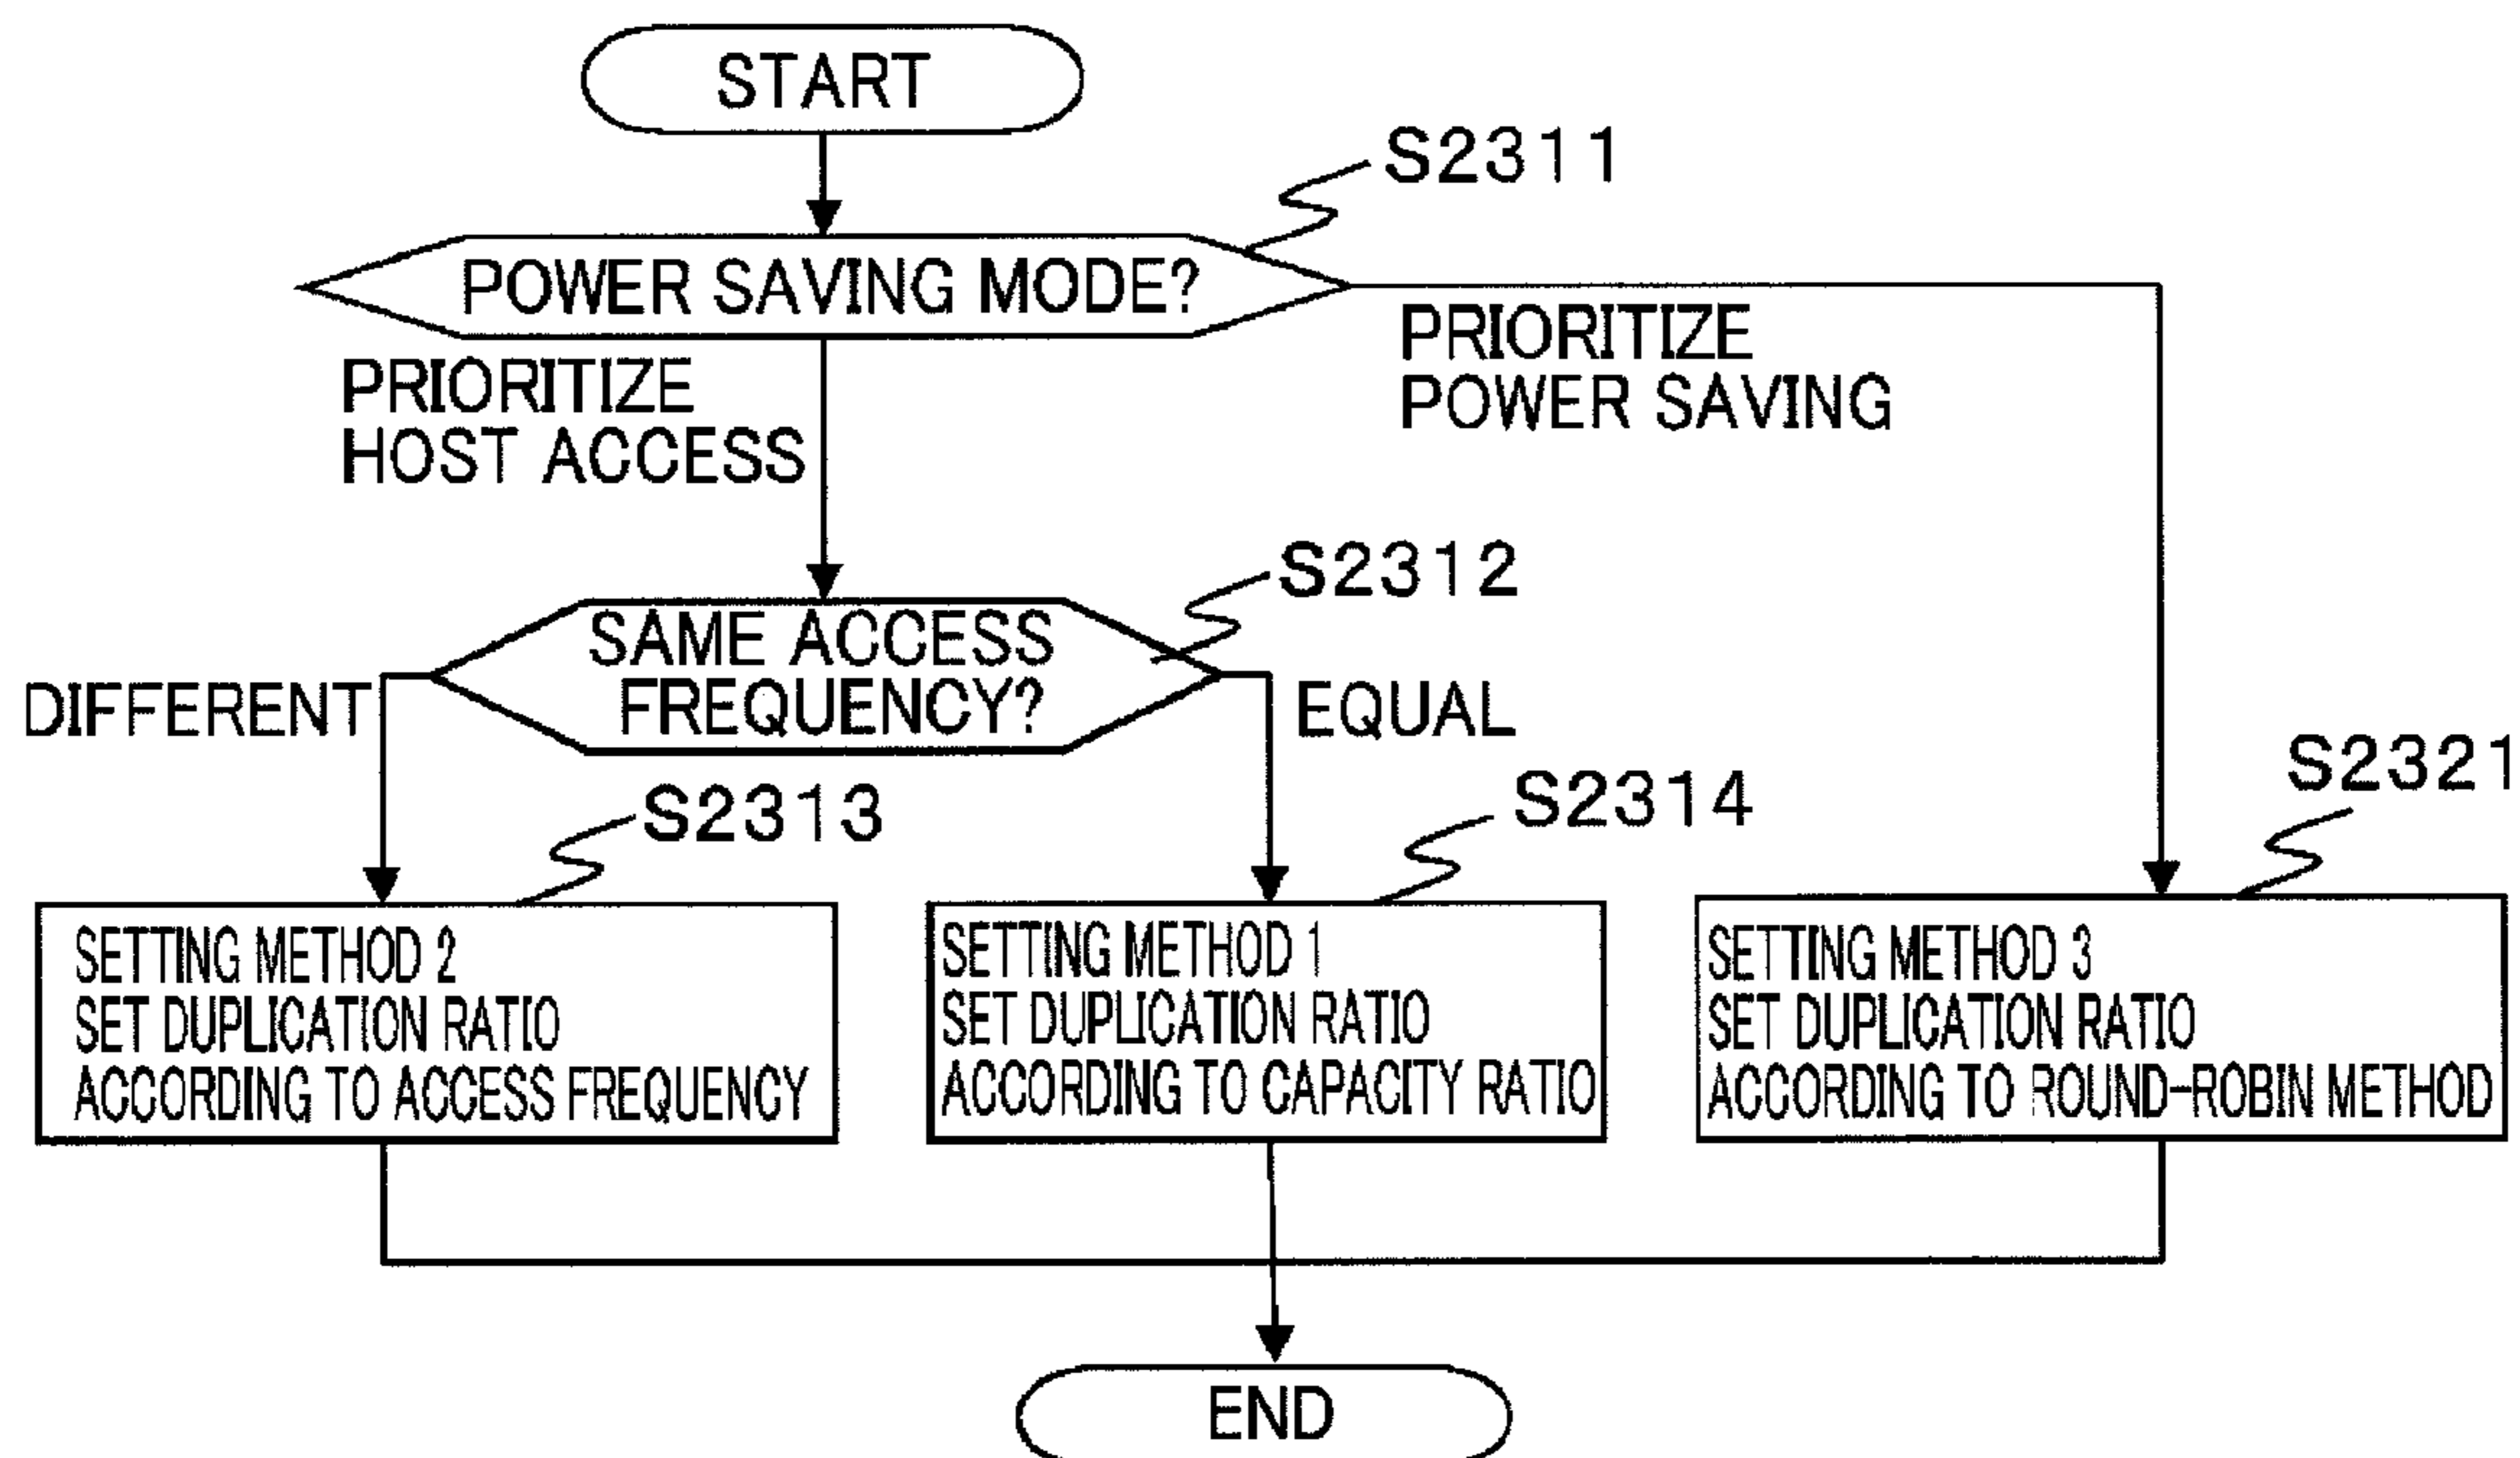 START
S2311
POWER SAVING MODE?
PRIORITIZE
POWER SAVING
PRIORITIZE
HOST ACCESS
S2312
SAME ACCESS
FREQUENCY?
DIFFERENT
EQUAL
S2313
S2314
S2321
SETTING METHOD 2
SET DUPLICATION RATIO
ACCORDING TO ACCESS FREQUENCY
SETTING METHOD 1
SET DUPLICATION RATIO
ACCORDING TO CAPACITY RATIO
SETTING METHOD 3
SET DUPLICATION RATIO
ACCORDING TO ROUND-ROBIN METHOD
END